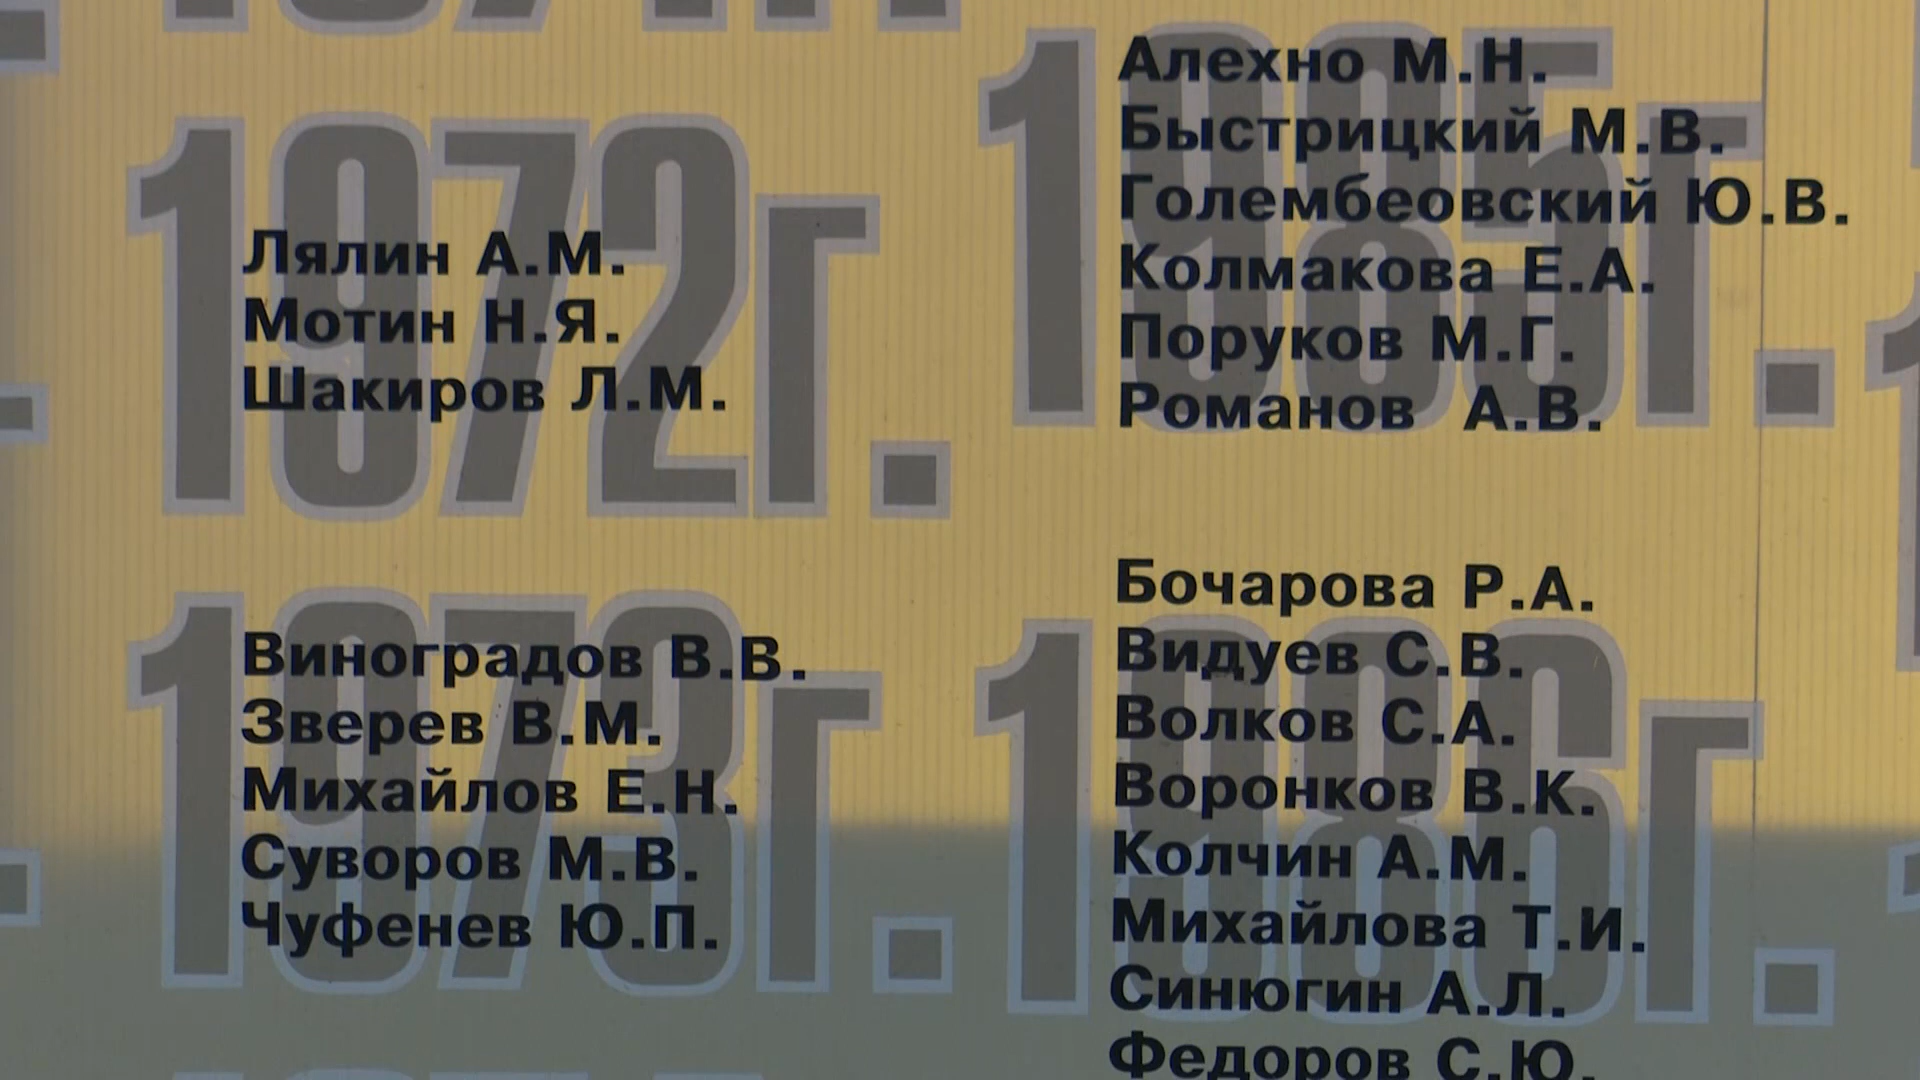 1972г.
Лялин А.М.
Мотин Н.Я.
Шакиров Л.М.
1973г.
Виноградов В.В.
Зверев В.М.
Михайлов Е.Н.
Суворов М.В.
Чуфенев Ю.П.
1985г.
Алехно М.Н.
Быстрицкий М.В.
Голембеовский Ю.В.
Колмакова Е.А.
Поруков М.Г.
Романов А.В.
1986г.
Бочарова Р.А.
Видуев С.В.
Волков С.А.
Воронков В.К.
Колчин А.М.
Михайлова Т.И.
Синюгин А.Л.
Федоров С.Ю.